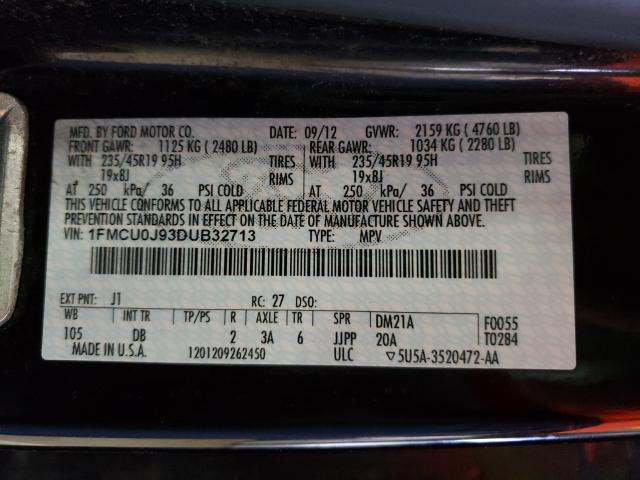 MFD. BY FORD MOTOR CO. DATE: 09/12 GVWR: 2159 KG ( 4760 LB)
FRONT GAWR: 1125 KG ( 2480 LB) REAR GAWR: 1034 KG ( 2280 LB)
WITH 235/45R19 95H TIRES WITH 235/45R19 95H TIRES
19x8J RIMS 19x8J RIMS
AT 250 kPa/ 36 PSI COLD AT 250 kPa/ 36 PSI COLD
THIS VEHICLE CONFORMS TO ALL APPLICABLE FEDERAL MOTOR VEHICLE SAFETY AND THEFT
PREVENTION STANDARDS IN EFFECT ON THE DATE OF MANUFACTURE SHOWN ABOVE.
VIN: 1FMCU0J93DUB32713 TYPE: MPV
EXT PNT: J1 RC: 27 DSO:
WB INT TR TP/PS R AXLE TR SPR DM21A F0055
105 DB 2 3A 6 JJPP 20A T0284
MADE IN U.S.A. 1201209262450 ULC ▽5U5A-3520472-AA